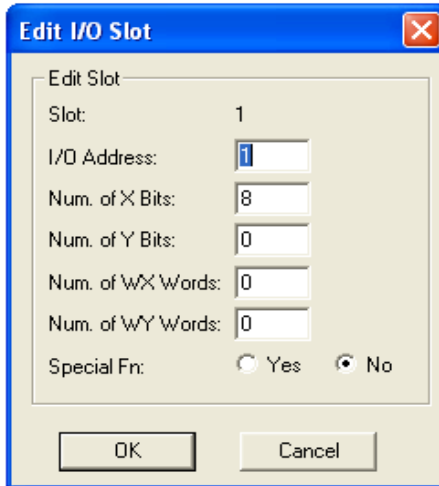 Edit I/O Slot
Edit Slot
Slot: 1
I/O Address: 1
Num. of X Bits: 8
Num. of Y Bits: 0
Num. of WX Words: 0
Num. of WY Words: 0
Special Fn: Yes No
OK Cancel